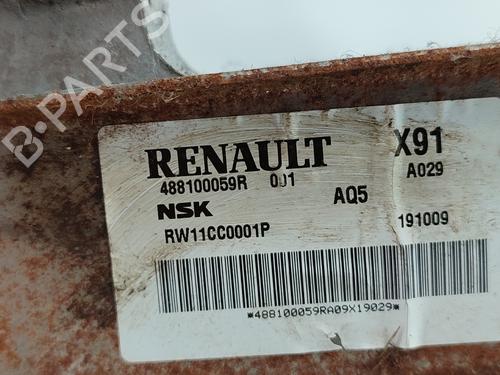 B-PARTS
RENAULT X91
488100059R 001 A029
NSK AQ5
RW11CC0001P 191009
*488100059RA09X19029*